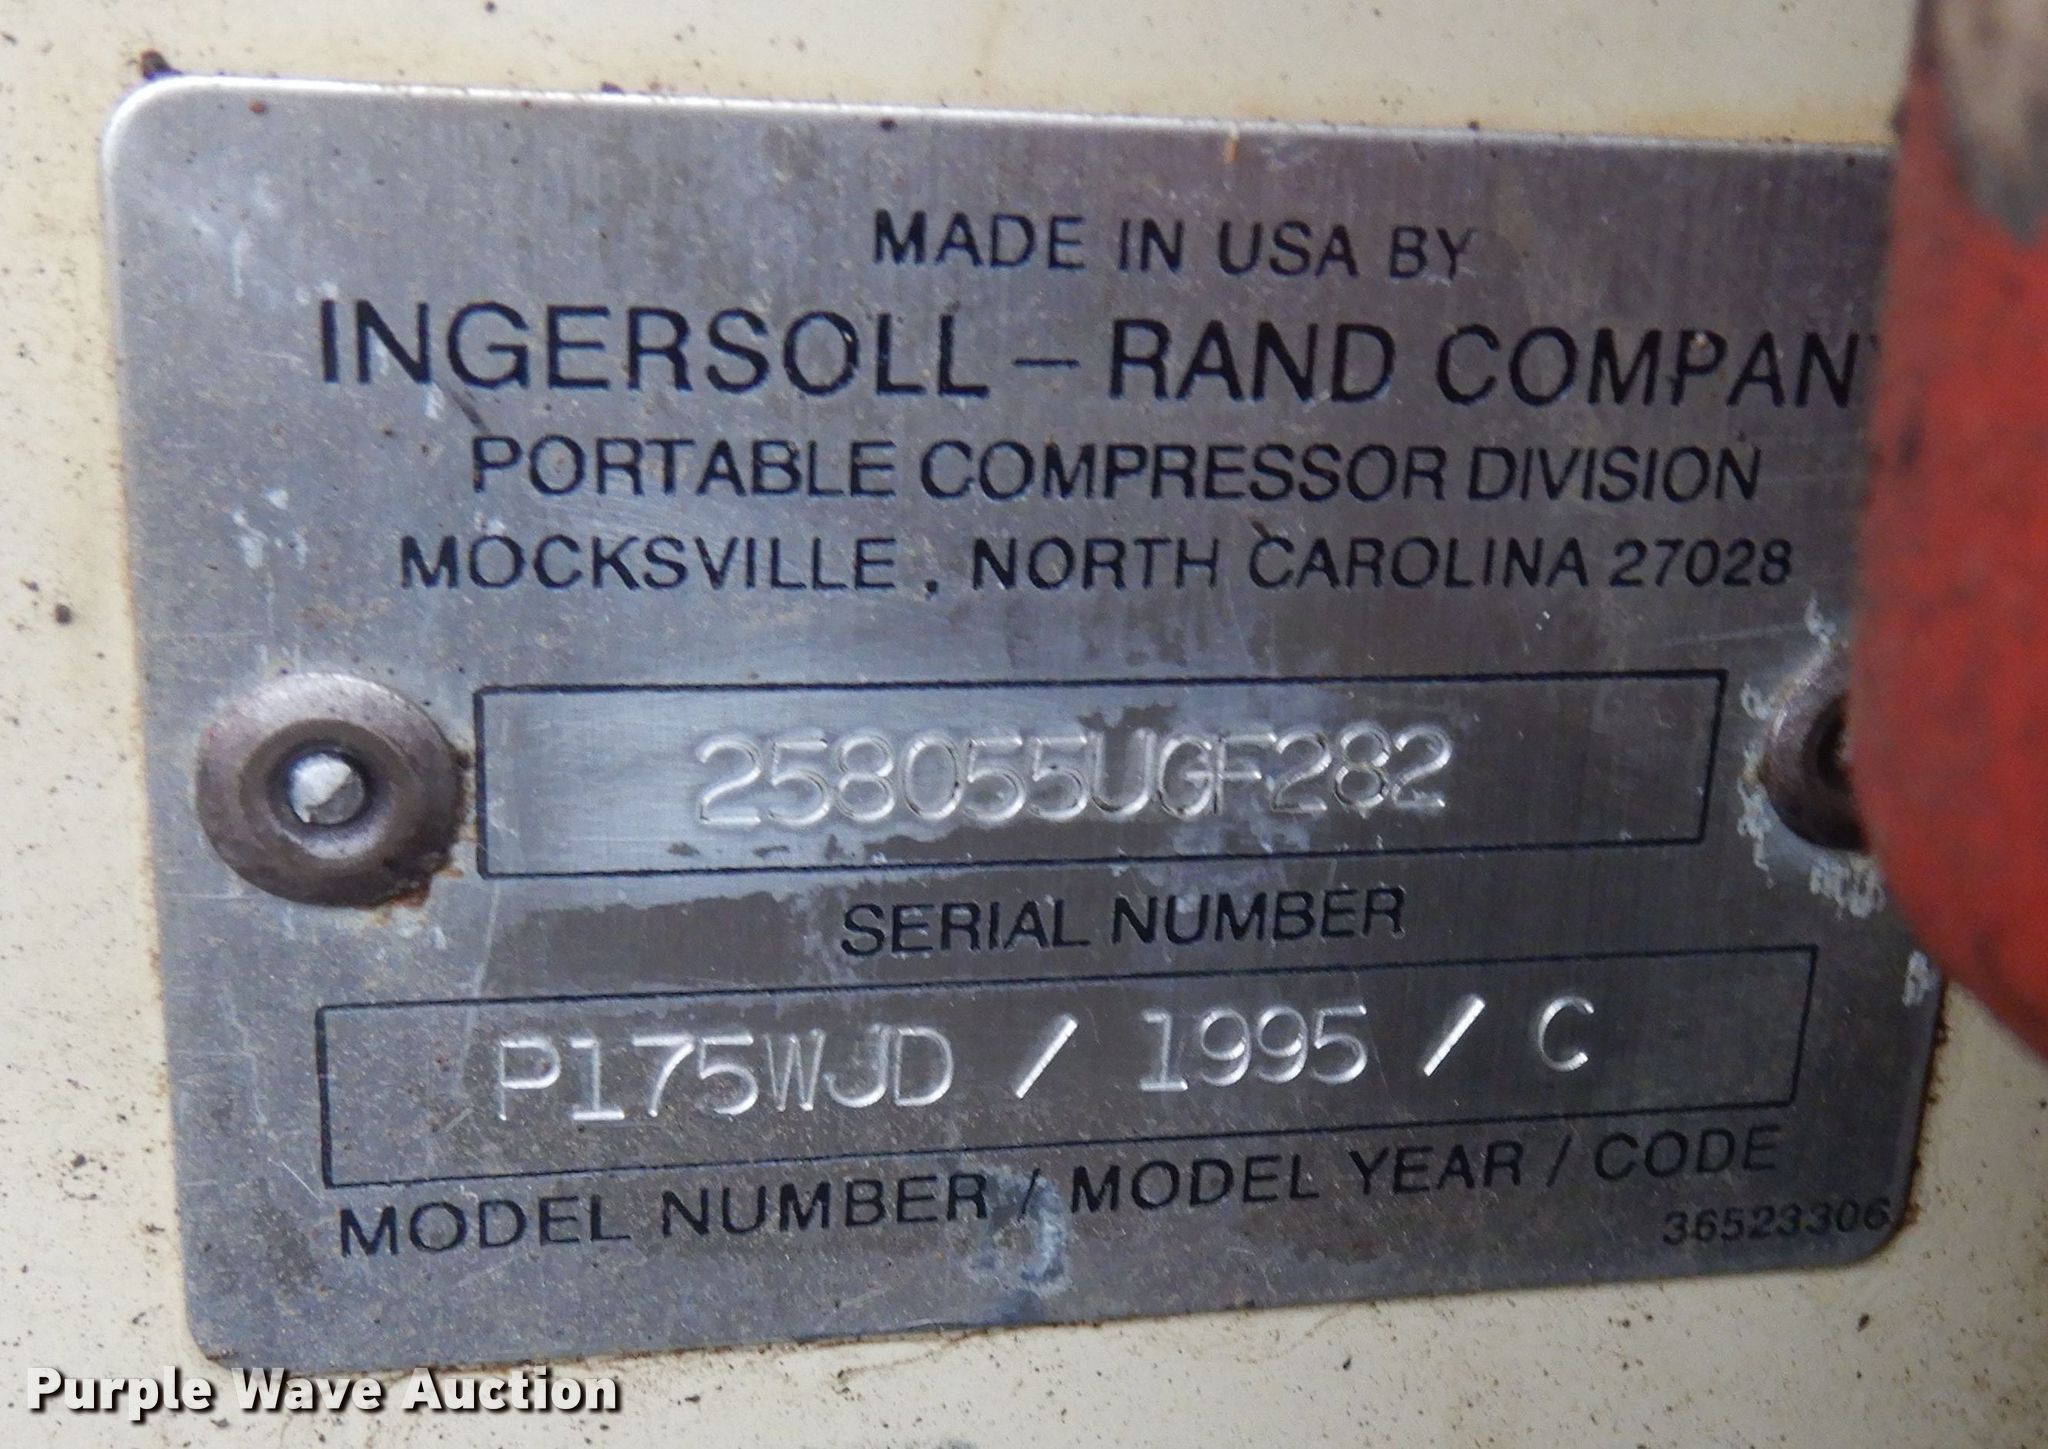 MADE IN USA BY
INGERSOLL – RAND COMPANY
PORTABLE COMPRESSOR DIVISION
MOCKSVILLE, NORTH CAROLINA 27028
258055UGF282
SERIAL NUMBER
P175WJD / 1995 / C
MODEL NUMBER / MODEL YEAR / CODE
36523306
Purple Wave Auction